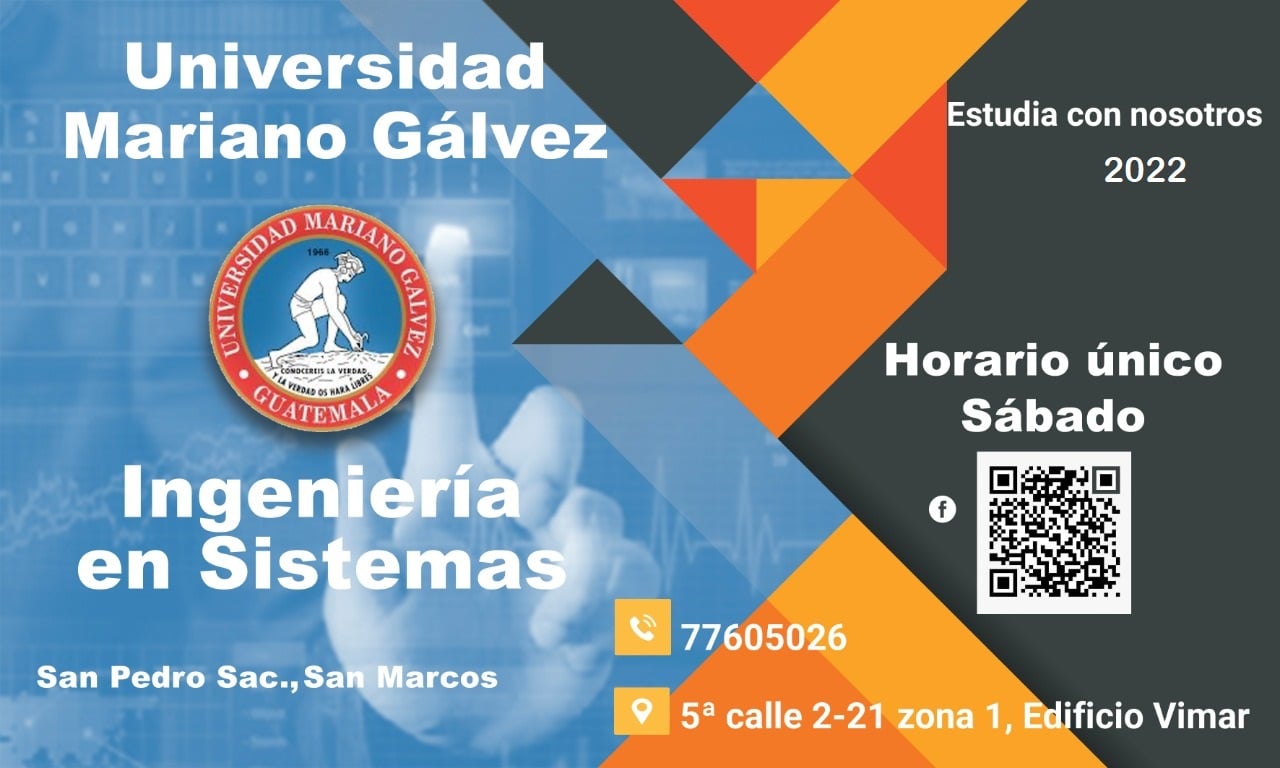 Universidad
Mariano Gálvez
UNIVERSIDAD MARIANO GALVEZ
1966
CONOCEREIS LA VERDAD
Y LA VERDAD OS HARA LIBRES
GUATEMALA
Ingeniería
en Sistemas
San Pedro Sac., San Marcos
Estudia con nosotros
2022
Horario único
Sábado
77605026
5ª calle 2-21 zona 1, Edificio Vimar